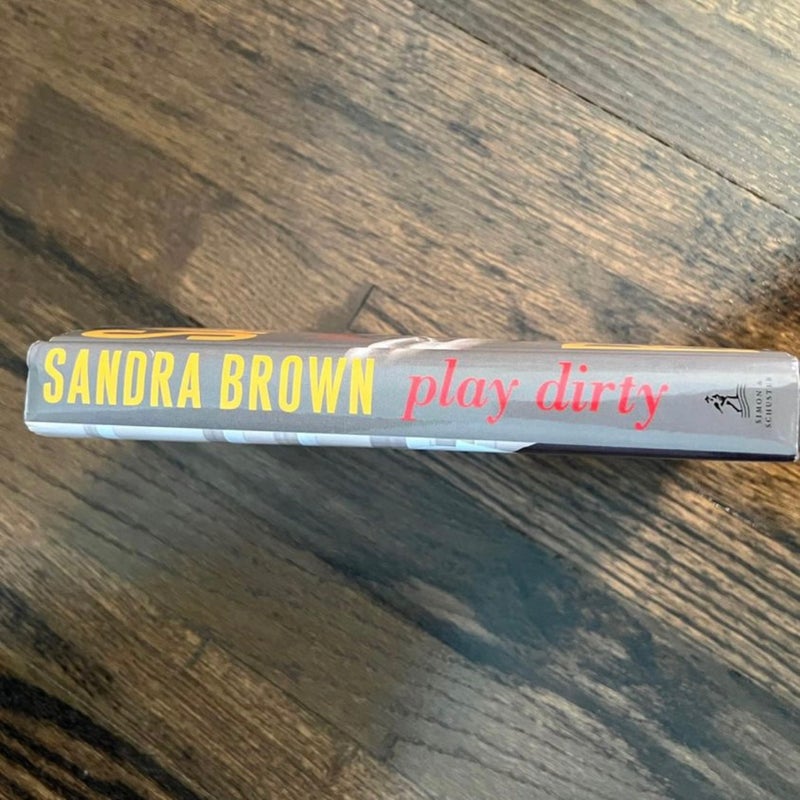 SANDRA BROWN play dirty
SIMON &
SCHUSTER